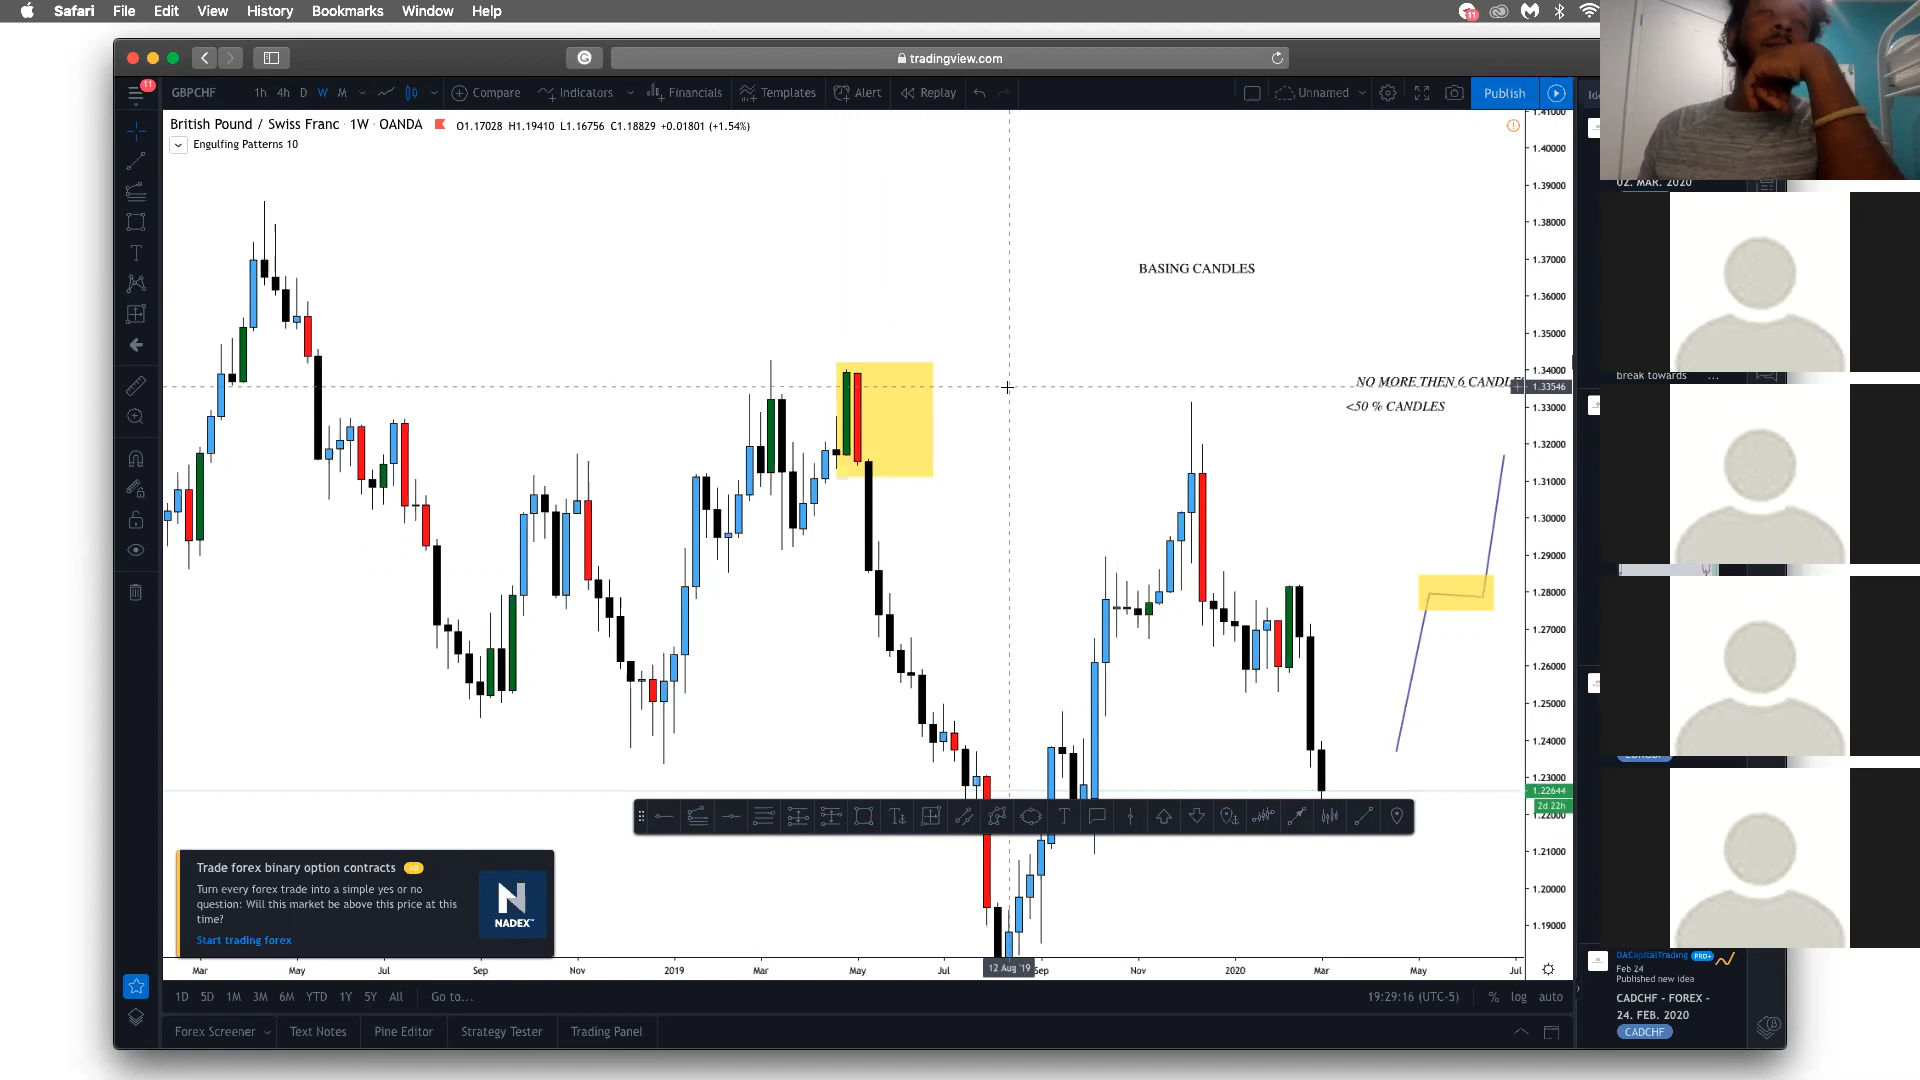 Safari File Edit View History Bookmarks Window Help
11
tradingview.com
11
GBPCHF 1h 4h D W M Compare Indicators Financials Templates Alert Replay Unnamed Publish
British Pound / Swiss Franc 1W OANDA O1.17028 H1.19410 L1.16756 C1.18829 +0.01801 (+1.54%)
Engulfing Patterns 10
1.41000
1.40000
1.39000
1.38000
1.37000
1.36000
1.35000
1.34000
1.33546
1.33000
1.32000
1.31000
1.30000
1.29000
1.28000
1.27000
1.26000
1.25000
1.24000
1.23000
1.22644
2d 22h
1.22000
1.21000
1.20000
1.19000
BASING CANDLES
NO MORE THEN 6 CANDLE
<50 % CANDLES
02. MAR. 2020
break towards ...
Trade forex binary option contracts
Turn every forex trade into a simple yes or no
question: Will this market be above this price at this
time?
Start trading forex
NADEX
Mar May Jul Sep Nov 2019 Mar May Jul 12 Aug '19 Sep Nov 2020 Mar May Jul
DACapitalTrading PRO+
Feb 24
Published new idea
CADCHF - FOREX -
24. FEB. 2020
CADCHF
1D 5D 1M 3M 6M YTD 1Y 5Y All Go to... 19:29:16 (UTC-5) % log auto
Forex Screener Text Notes Pine Editor Strategy Tester Trading Panel